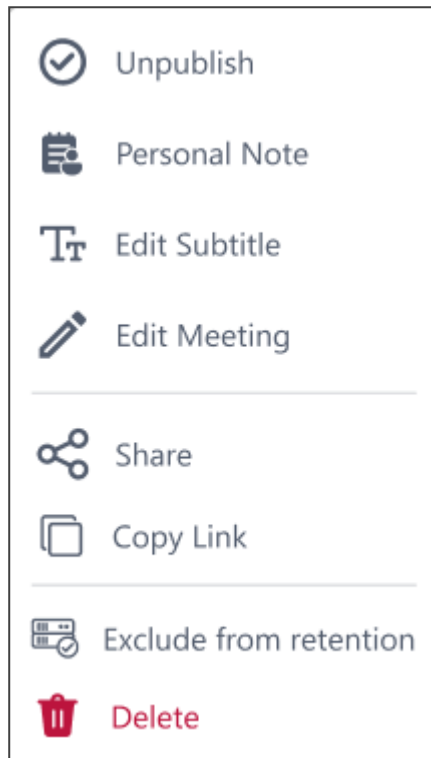 Unpublish
Personal Note
Edit Subtitle
Edit Meeting
Share
Copy Link
Exclude from retention
Delete